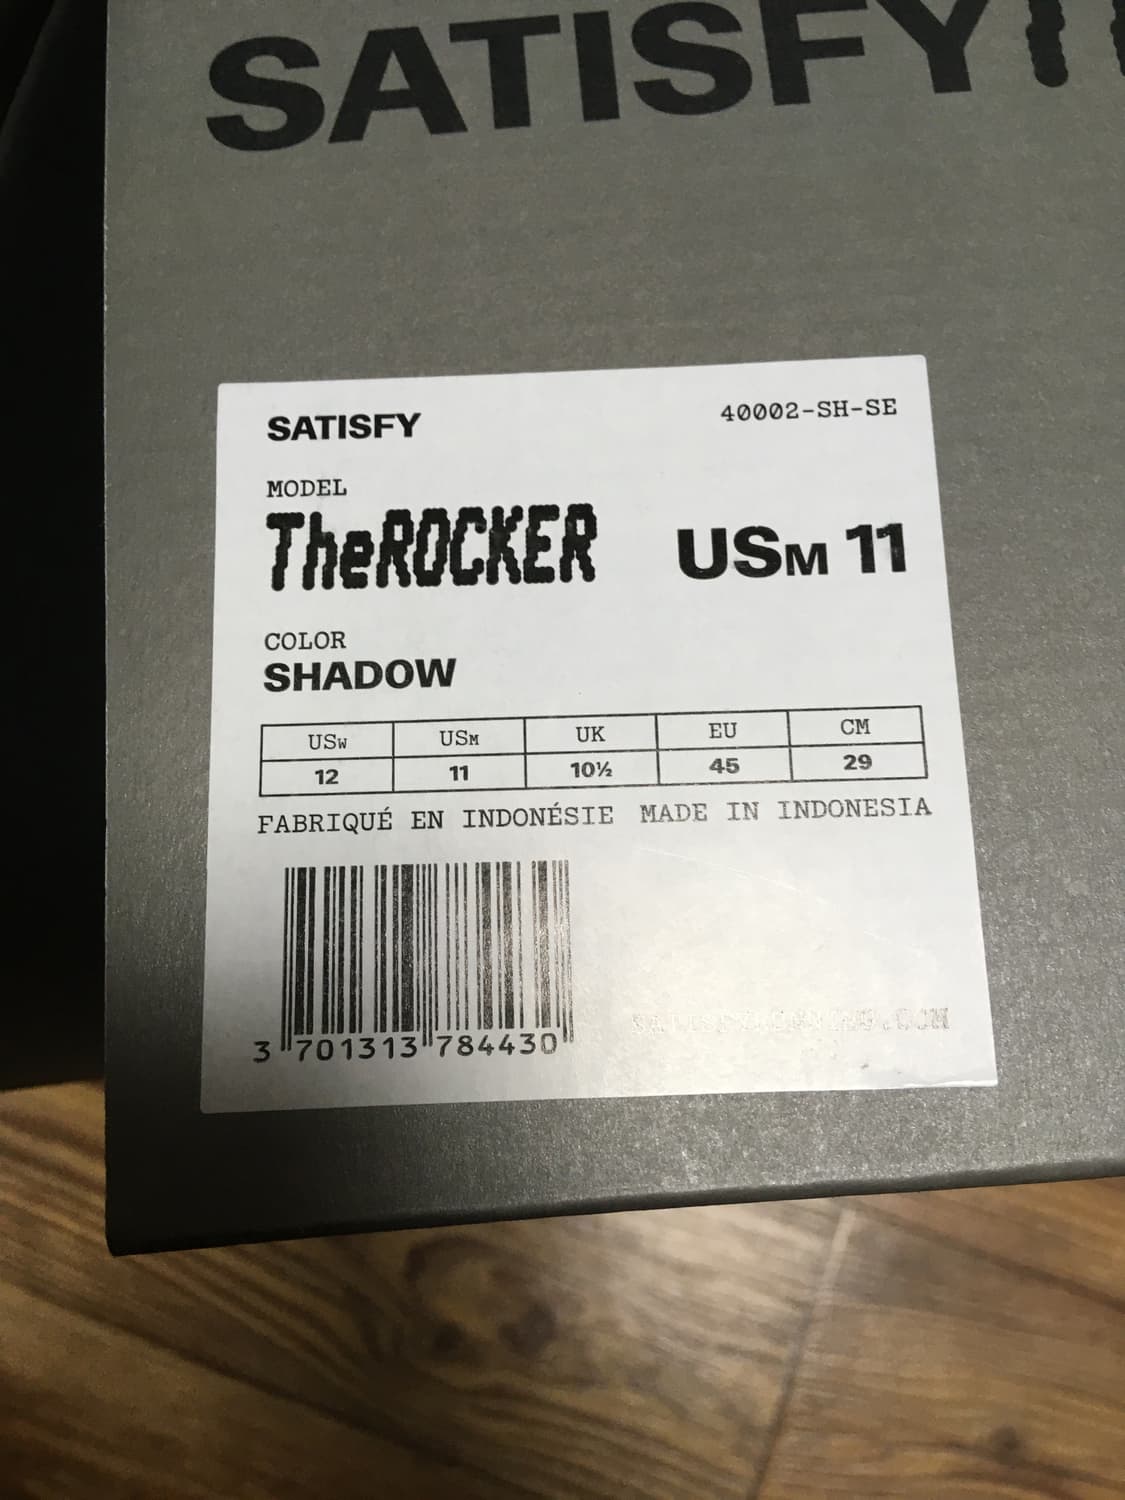 SATISFY
SATISFY
40002-SH-SE
MODEL
TheROCKER
USM 11
COLOR
SHADOW
USW USM UK EU CM
12 11 10½ 45 29
FABRIQUÉ EN INDONÉSIE MADE IN INDONESIA
3 701313 784430